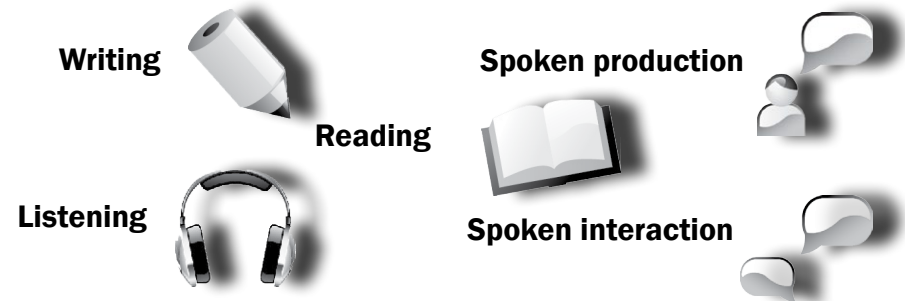 Writing
Spoken production
Reading
Listening
Spoken interaction